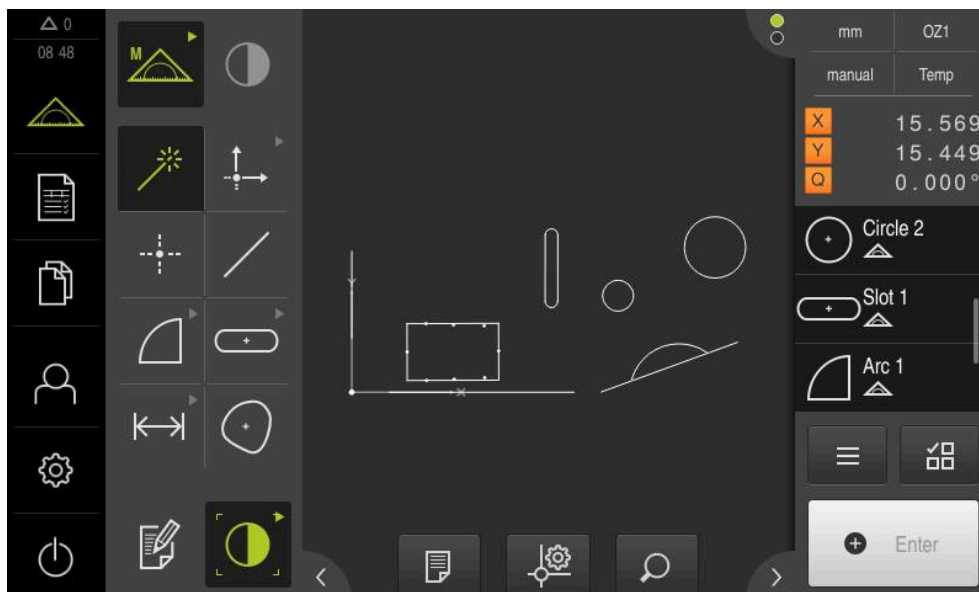 0
08 48
M
mm
OZ1
manual
Temp
X 15.569
Y 15.449
Q 0.000°
Y
X
Circle 2
Slot 1
Arc 1
Enter